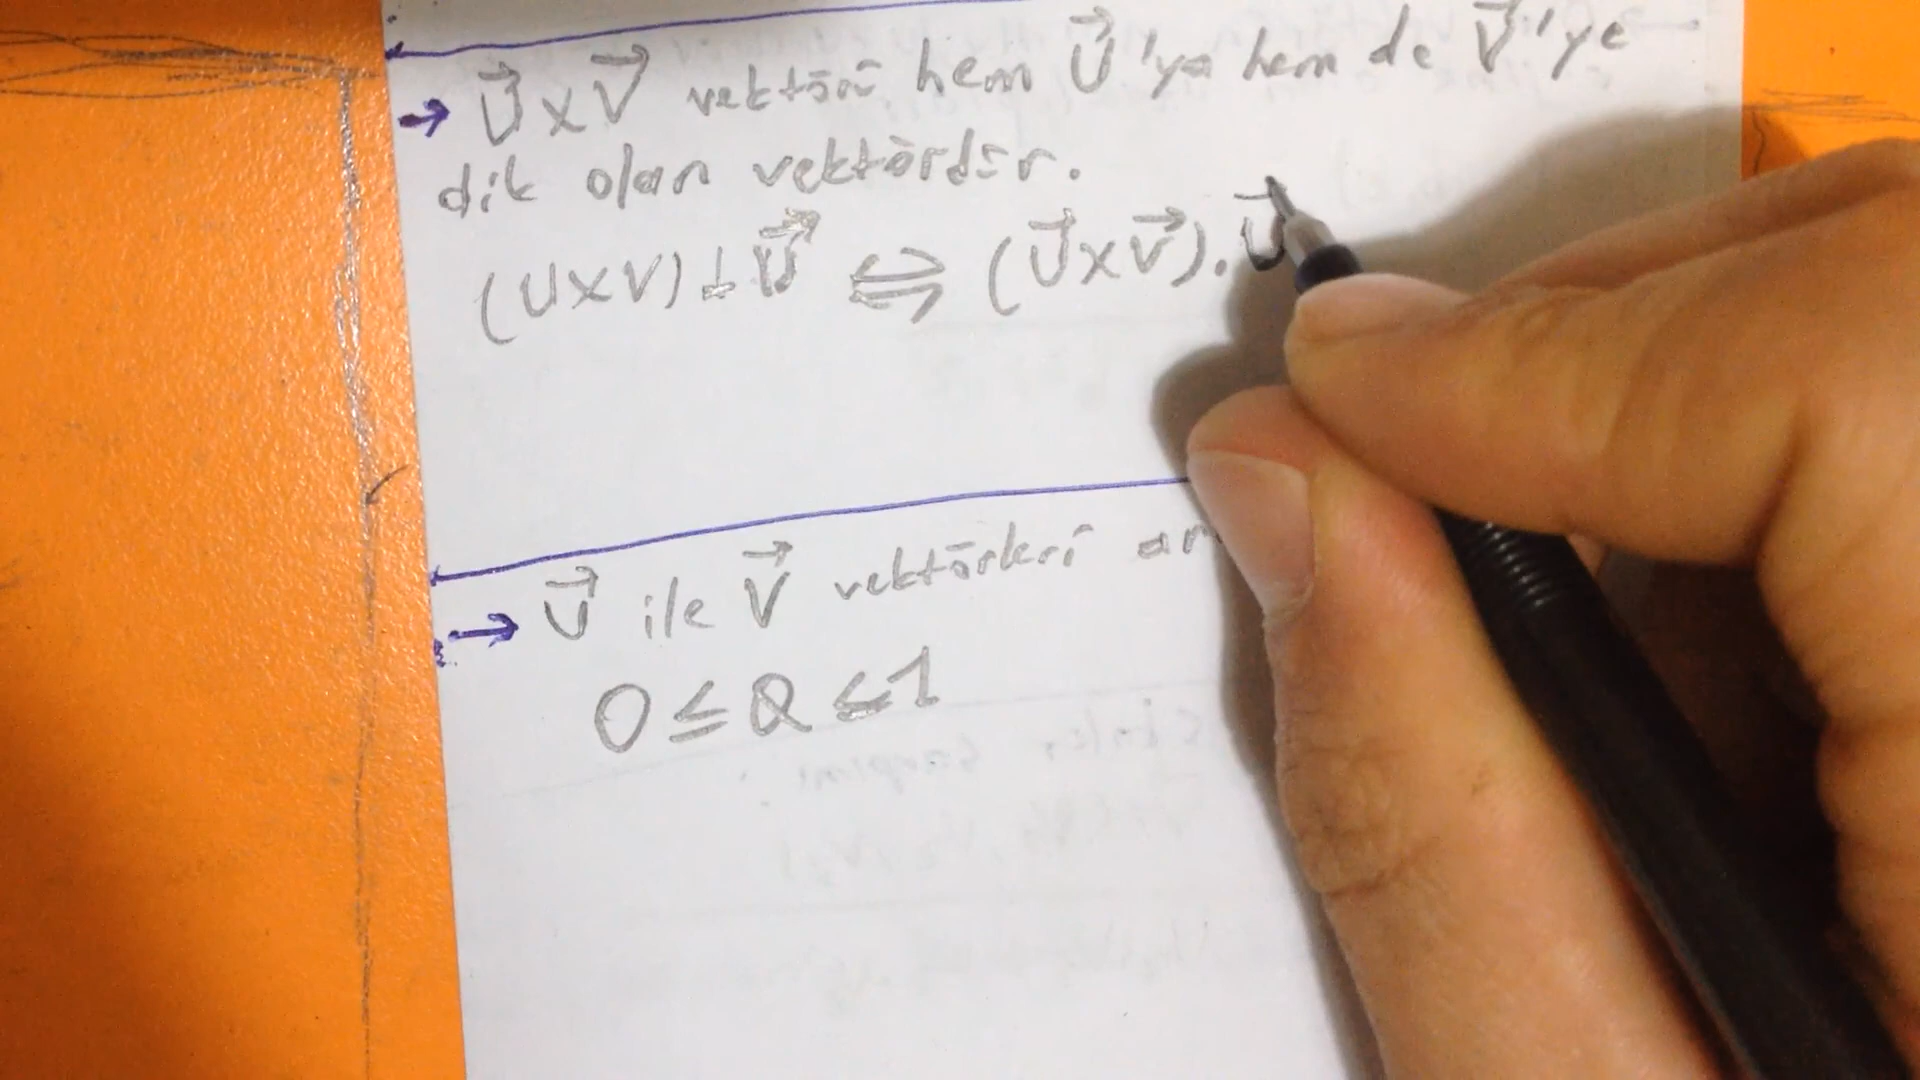 → U⃗ x V⃗ vektörü hem U⃗'ya hem de V⃗'ye
dik olan vektördür.
(U x V) ⊥ U⃗ ⇔ (U⃗ x V⃗) . U⃗
→ U⃗ ile V⃗ vektörleri
0 ≤ Q ≤ 1